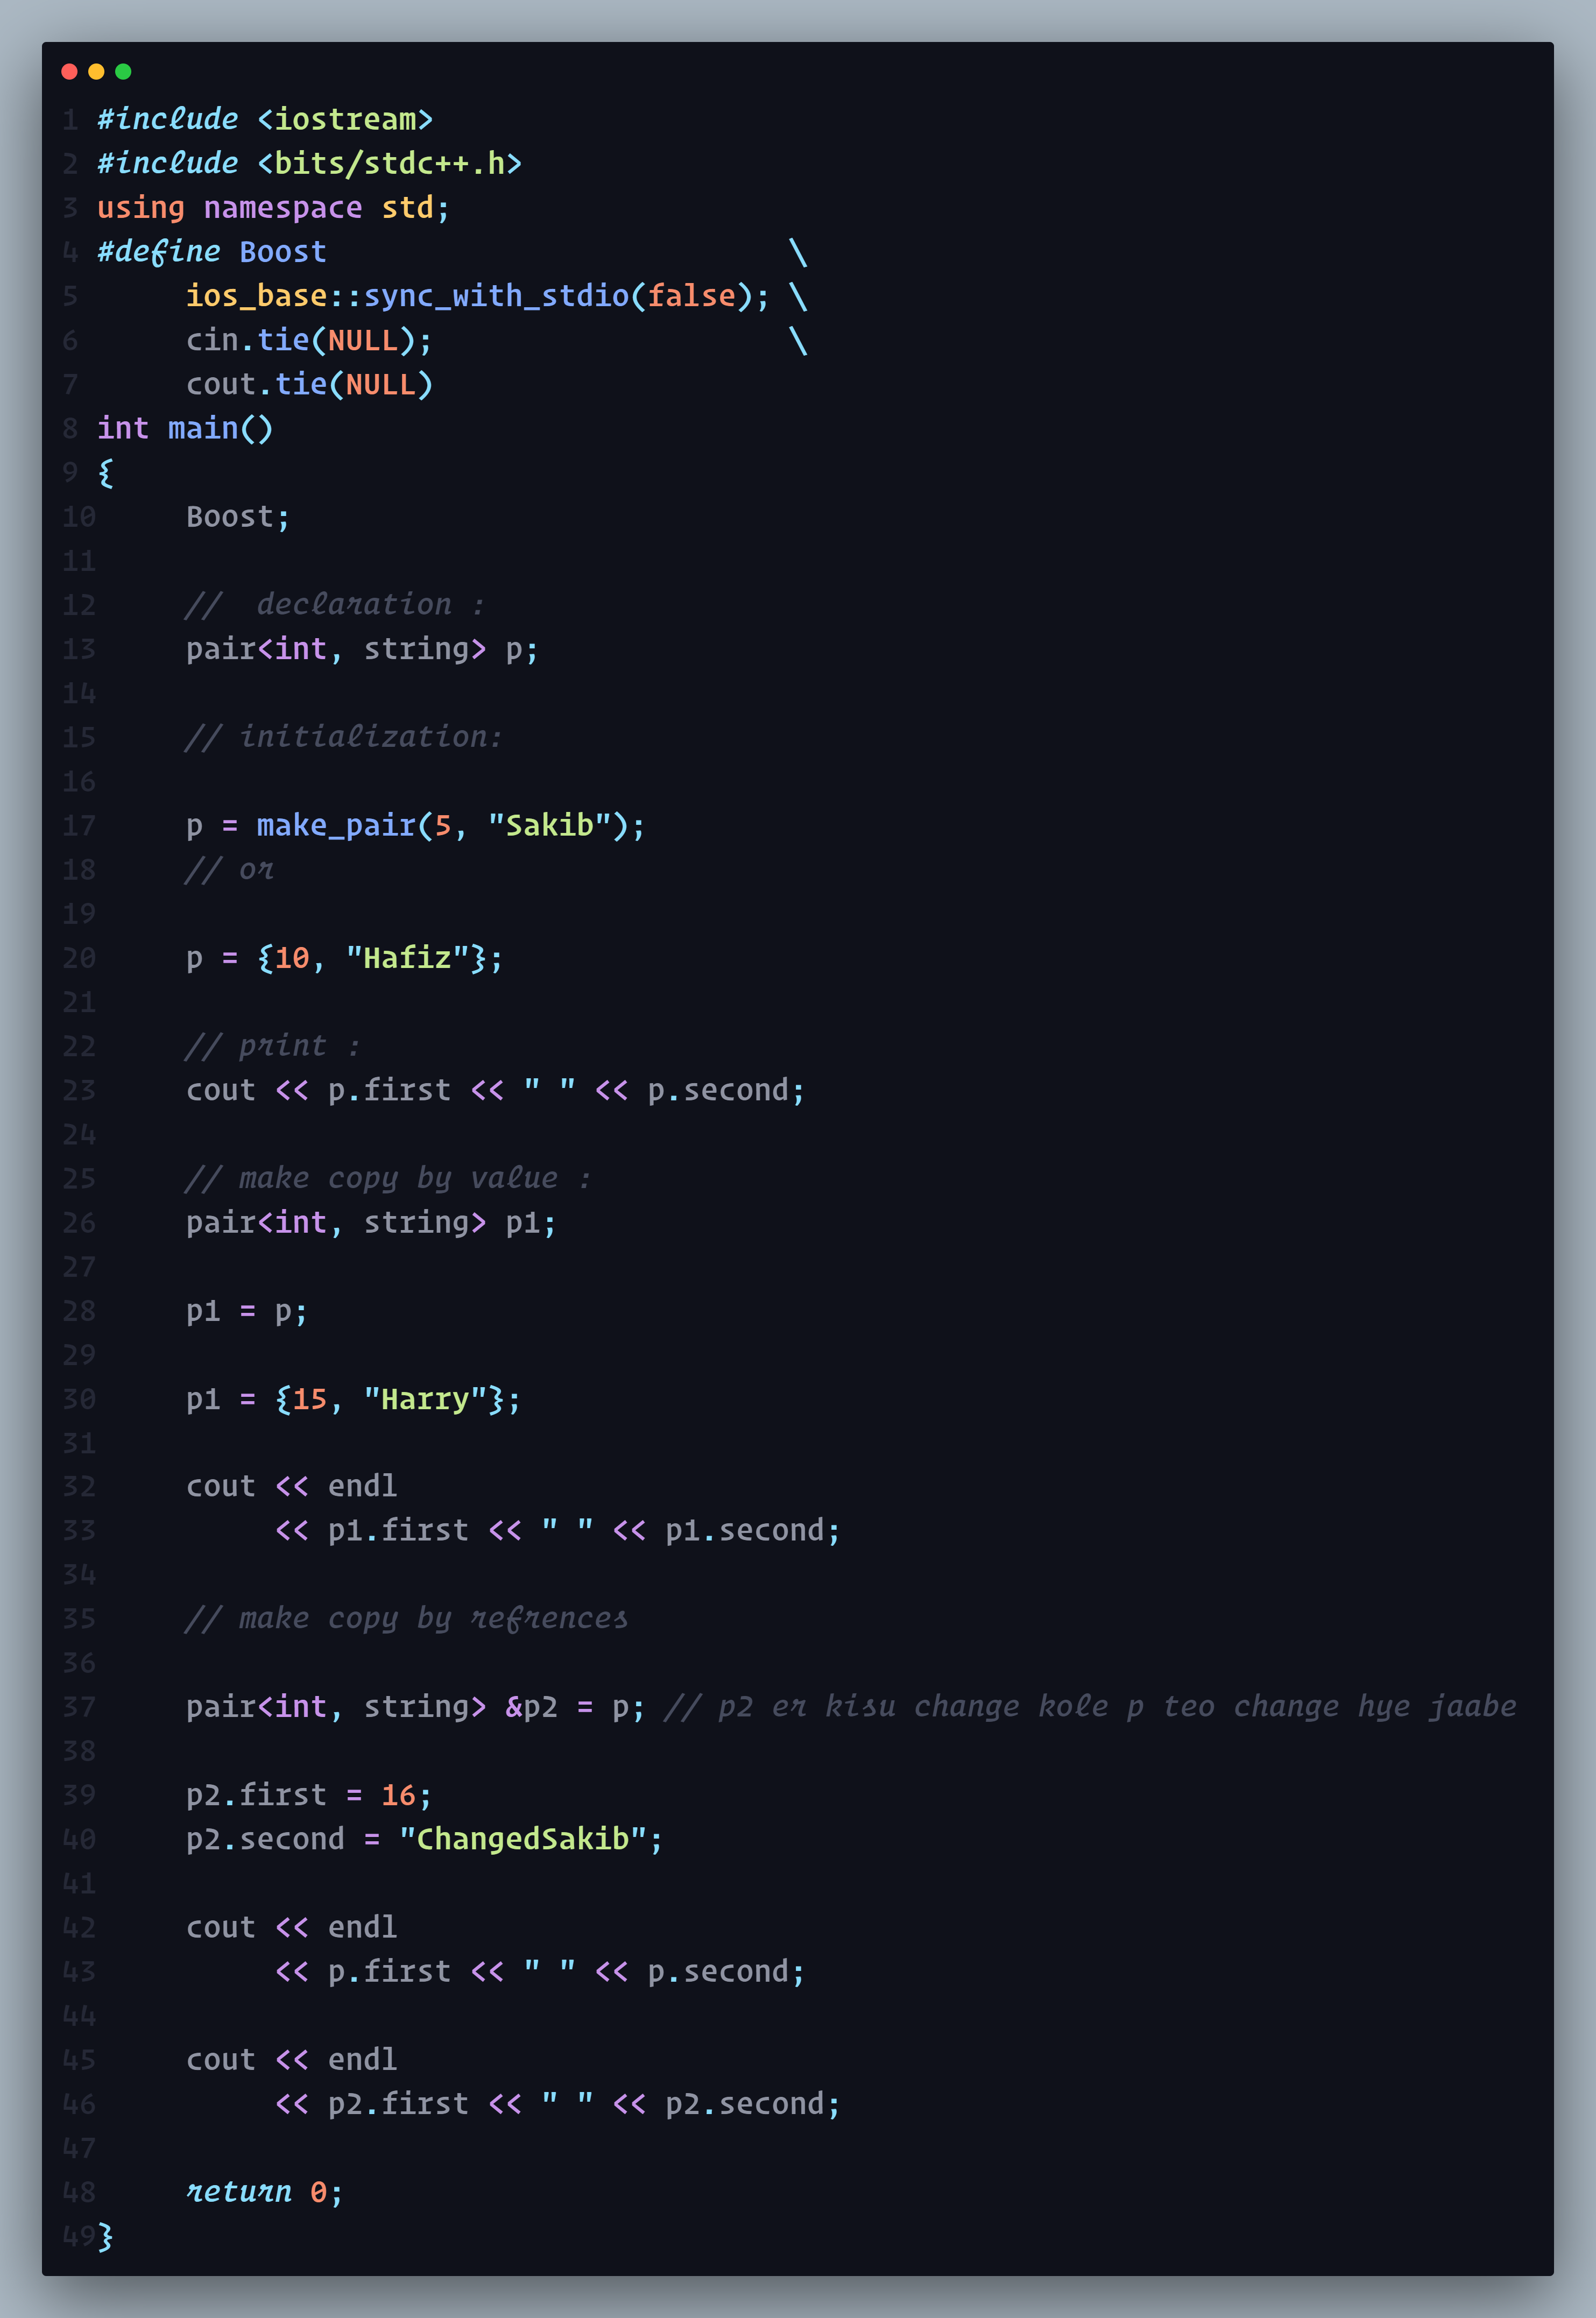 1 #include <iostream>
2 #include <bits/stdc++.h>
3 using namespace std;
4 #define Boost                          \
5      ios_base::sync_with_stdio(false); \
6      cin.tie(NULL);                    \
7      cout.tie(NULL)
8 int main()
9 {
10     Boost;
11
12     //  declaration :
13     pair<int, string> p;
14
15     // initialization:
16
17     p = make_pair(5, "Sakib");
18     // or
19
20     p = {10, "Hafiz"};
21
22     // print :
23     cout << p.first << " " << p.second;
24
25     // make copy by value :
26     pair<int, string> p1;
27
28     p1 = p;
29
30     p1 = {15, "Harry"};
31
32     cout << endl
33          << p1.first << " " << p1.second;
34
35     // make copy by refrences
36
37     pair<int, string> &p2 = p; // p2 er kisu change kole p teo change hye jaabe
38
39     p2.first = 16;
40     p2.second = "ChangedSakib";
41
42     cout << endl
43          << p.first << " " << p.second;
44
45     cout << endl
46          << p2.first << " " << p2.second;
47
48     return 0;
49}